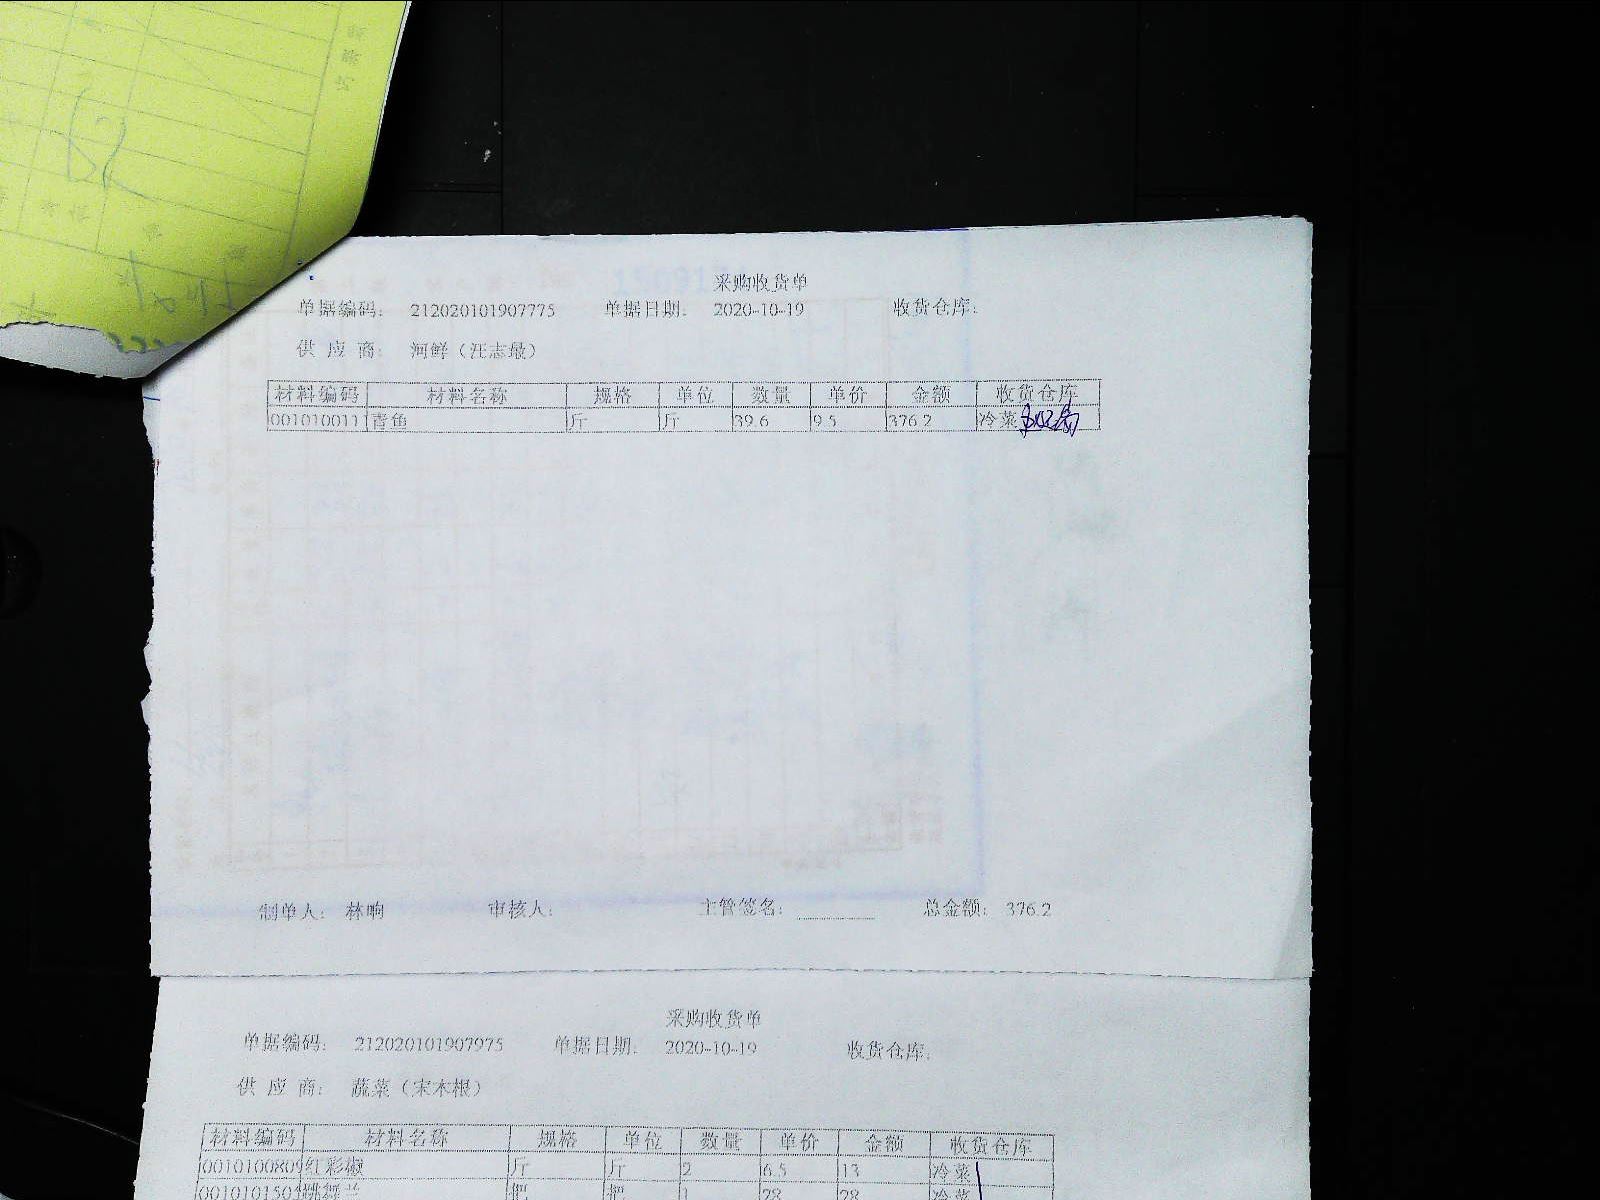 采购收货单
单据编码: 212020101907775 单据日期: 2020-10-19 收货仓库:
供 应 商: 河鲜（汪志最）
材料编码 材料名称 规格 单位 数量 单价 金额 收货仓库
0010100111 青鱼 斤 斤 39.6 9.5 376.2 冷菜
制单人: 林响 审核人: 主管签名: 总金额: 376.2
采购收货单
单据编码: 212020101907975 单据日期: 2020-10-19 收货仓库:
供 应 商: 蔬菜（宋木根）
材料编码 材料名称 规格 单位 数量 单价 金额 收货仓库
0010100809 红彩椒 斤 斤 2 6.5 13 冷菜
跳舞兰 把 把 1 28 28 冷菜